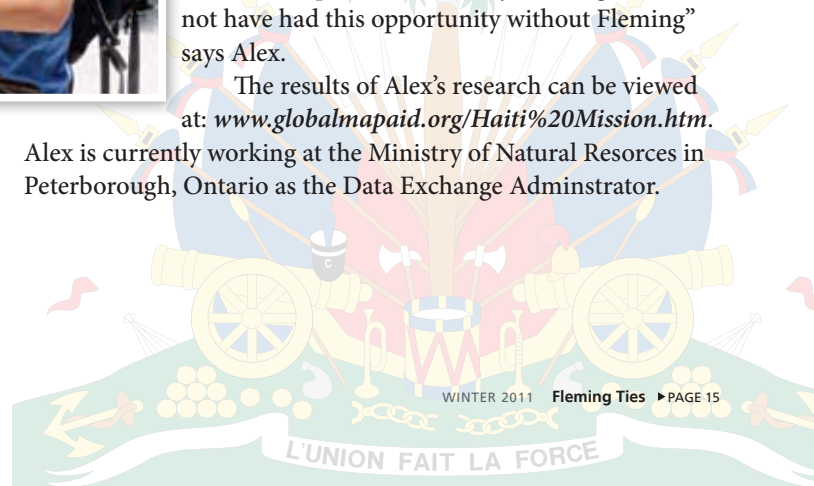 not have had this opportunity without Fleming”
says Alex.
The results of Alex’s research can be viewed
at: www.globalmapaid.org/Haiti%20Mission.htm.
Alex is currently working at the Ministry of Natural Resorces in
Peterborough, Ontario as the Data Exchange Adminstrator.
C
WINTER 2011 Fleming Ties ▶PAGE 15
L'UNION FAIT LA FORCE